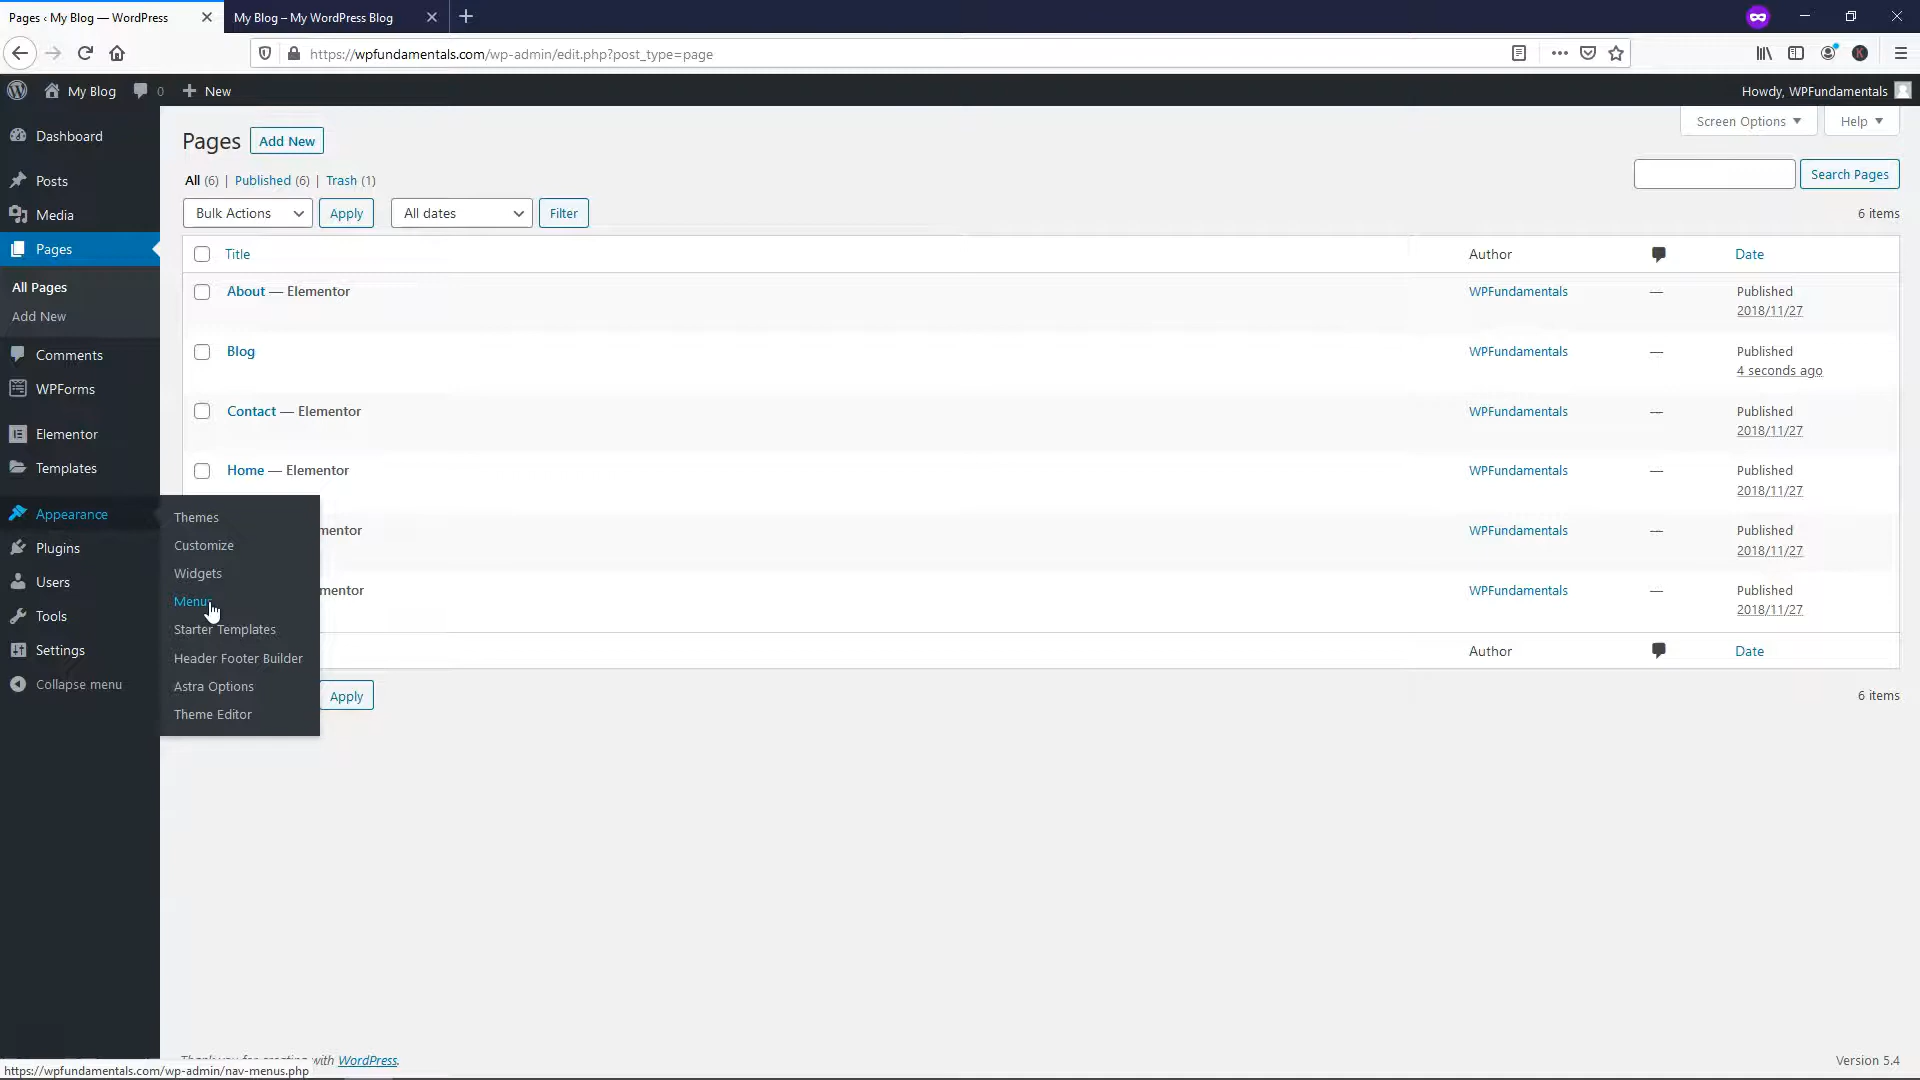 Pages ‹ My Blog — WordPress
My Blog – My WordPress Blog
https://wpfundamentals.com/wp-admin/edit.php?post_type=page
My Blog
0
New
Howdy, WPFundamentals
Dashboard
Posts
Media
Pages
All Pages
Add New
Comments
WPForms
Elementor
Templates
Appearance
Plugins
Users
Tools
Settings
Collapse menu
Themes
Customize
Widgets
Menus
Starter Templates
Header Footer Builder
Astra Options
Theme Editor
Pages Add New
Screen Options
Help
All (6) | Published (6) | Trash (1)
Search Pages
Bulk Actions Apply All dates Filter
6 items
Title Author Date
About — Elementor WPFundamentals — Published
2018/11/27
Blog WPFundamentals — Published
4 seconds ago
Contact — Elementor WPFundamentals — Published
2018/11/27
Home — Elementor WPFundamentals — Published
2018/11/27
mentor WPFundamentals — Published
2018/11/27
mentor WPFundamentals — Published
2018/11/27
Author Date
Apply
6 items
with WordPress.
Version 5.4
https://wpfundamentals.com/wp-admin/nav-menus.php